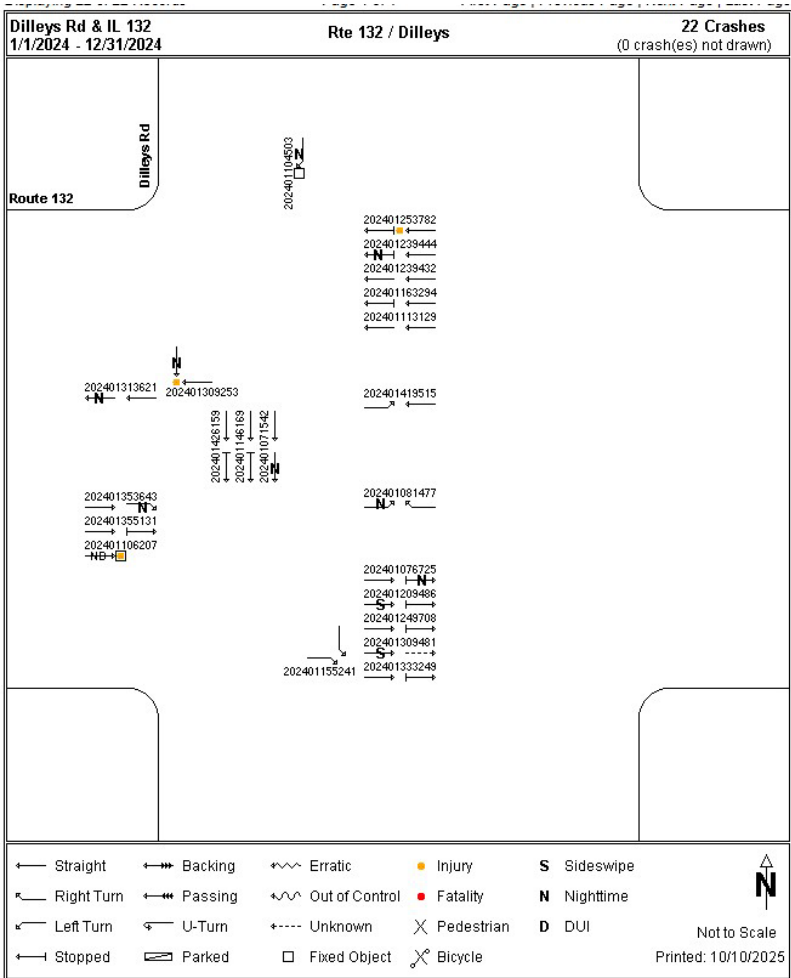 Dilleys Rd & IL 132
1/1/2024 - 12/31/2024
Rte 132 / Dilleys
22 Crashes
(0 crash(es) not drawn)
Dilleys Rd
Route 132
202401104503
N
202401253782
202401239444
N
202401239432
202401163294
202401113129
N
202401313621
N
202401309253
202401419515
202401426159
202401146169
202401071542
N
202401353643
N
202401355131
202401106207
ND
202401081477
N
202401076725
N
202401209486
S
202401249708
202401309481
S
202401333249
202401155241
Straight
Backing
Erratic
Injury
S Sideswipe
Right Turn
Passing
Out of Control
Fatality
N Nighttime
Left Turn
U-Turn
Unknown
Pedestrian
D DUI
Stopped
Parked
Fixed Object
Bicycle
N
Not to Scale
Printed: 10/10/2025